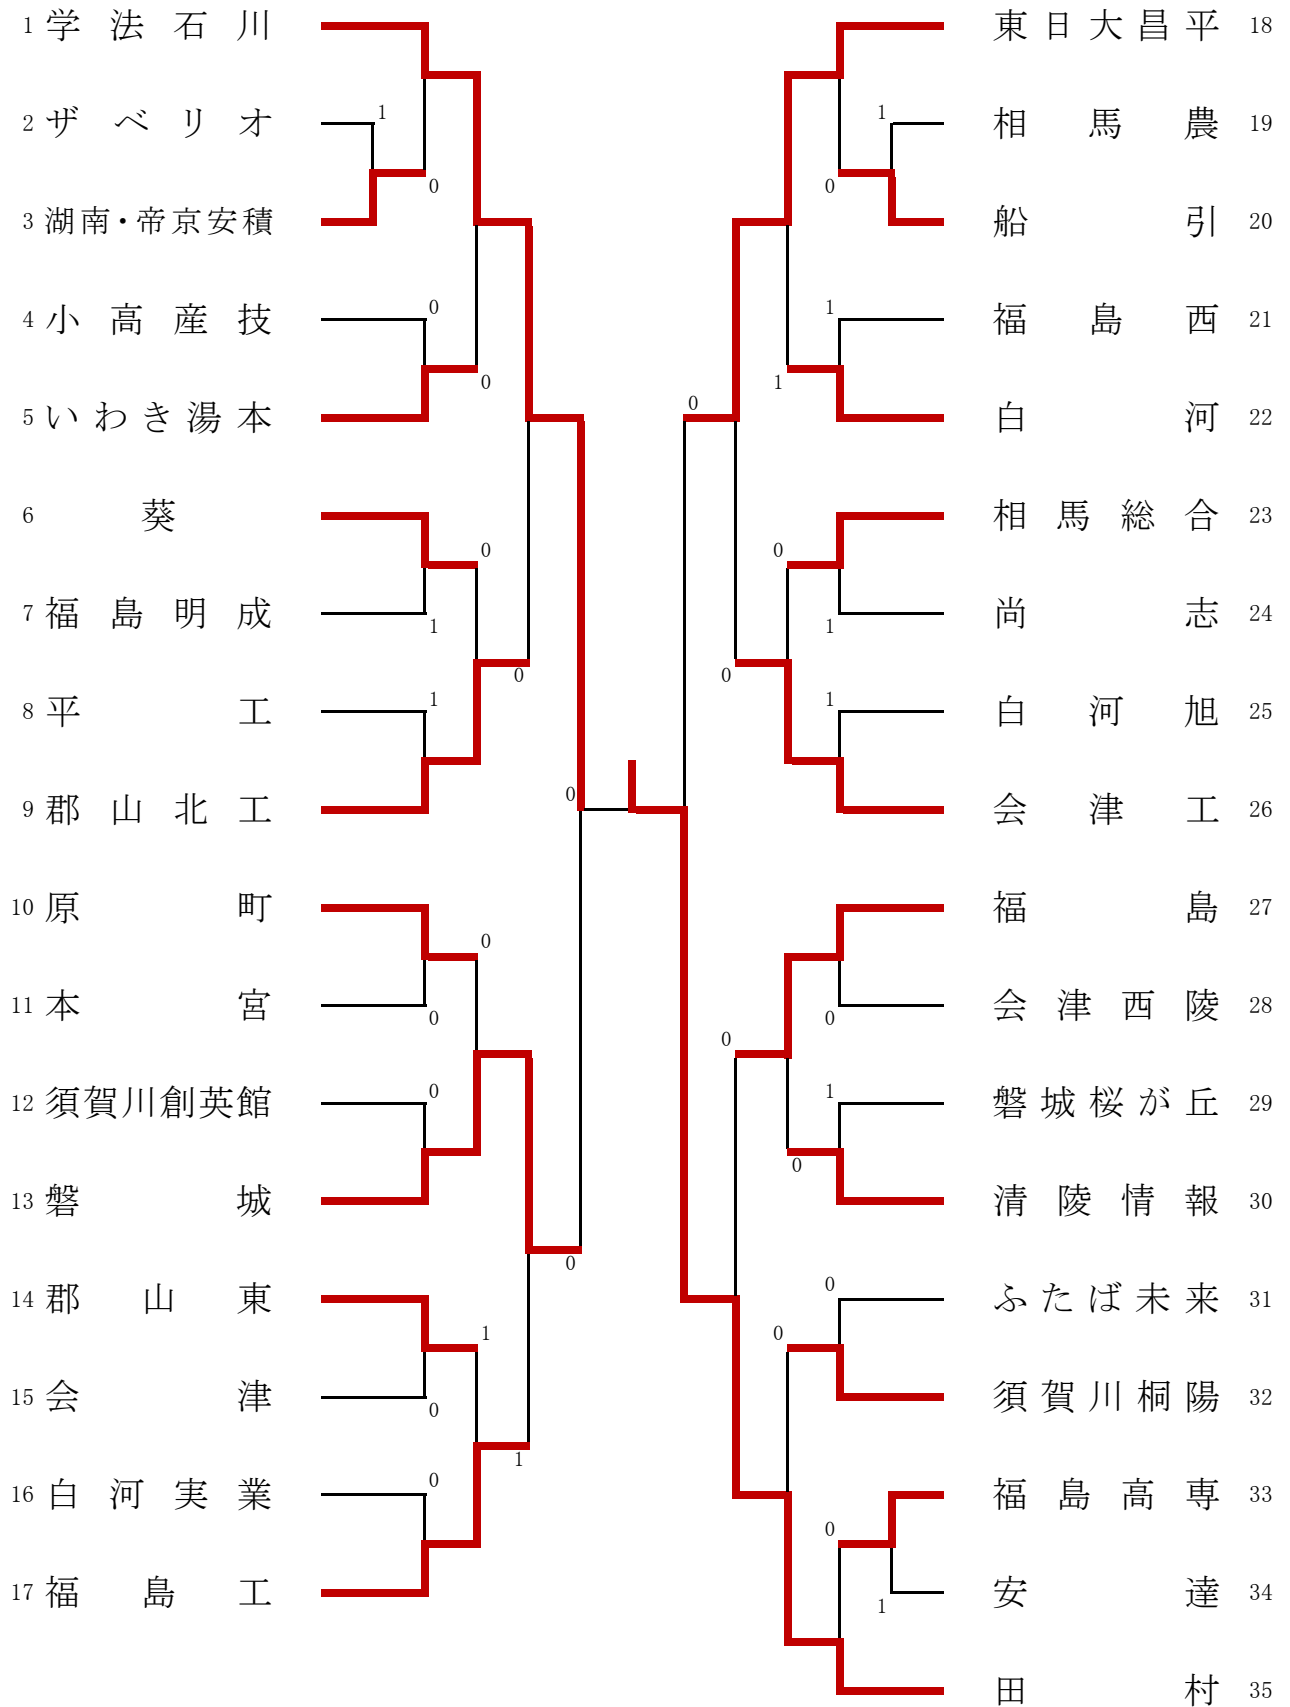 1 学法石川
2 ザベリオ
3 湖南・帝京安積
4 小高産技
5 いわき湯本
6 葵
7 福島明成
8 平工
9 郡山北工
10 原町
11 本宮
12 須賀川創英館
13 磐城
14 郡山東
15 会津
16 白河実業
17 福島工
1
0
0
0
0
1
0
1
0
0
0
0
0
0
1
0
1
0
東日大昌平 18
相馬農 19
船引 20
福島西 21
白河 22
相馬総合 23
尚志 24
白河旭 25
会津工 26
福島 27
会津西陵 28
磐城桜が丘 29
清陵情報 30
ふたば未来 31
須賀川桐陽 32
福島高専 33
安達 34
田村 35
1
0
1
1
0
0
1
0
1
0
0
1
0
0
0
0
1